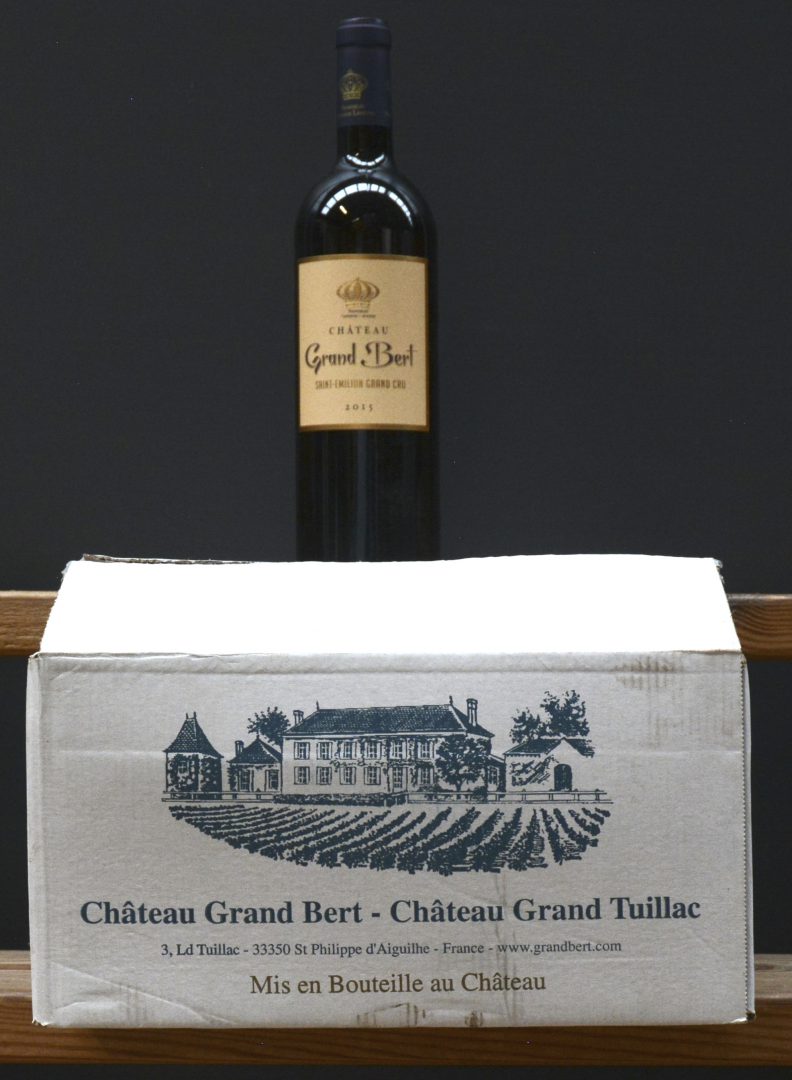 CHÂTEAU
Grand Bert
SAINT-EMILION GRAND CRU
2015
Château Grand Bert - Château Grand Tuillac
3, Ld Tuillac - 33350 St Philippe d'Aiguilhe - France - www.grandbert.com
Mis en Bouteille au Château